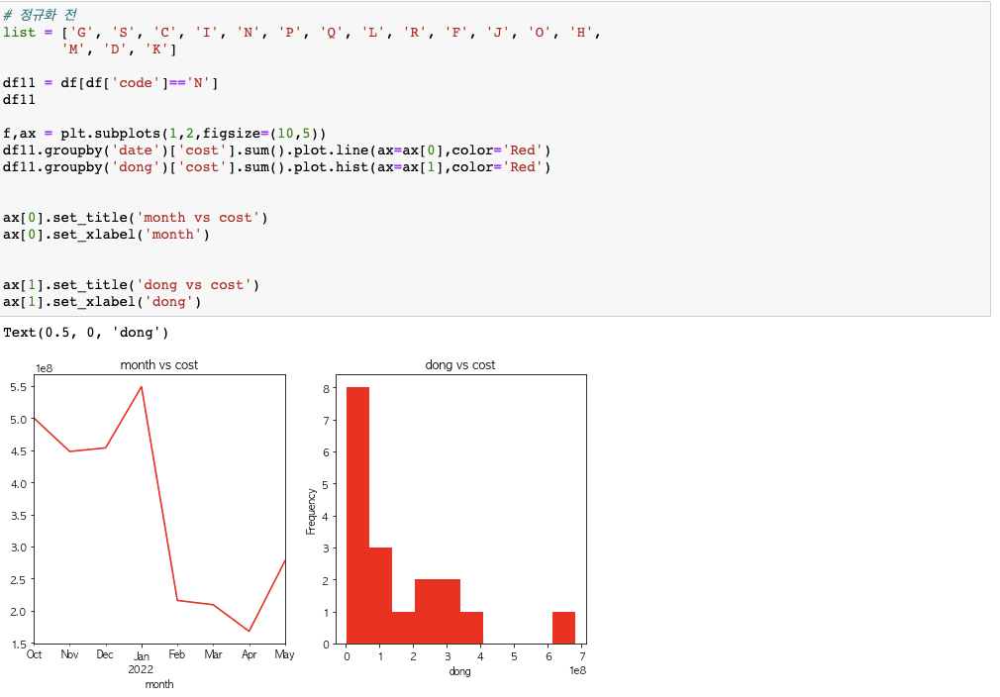 # 정규화 전
list = ['G', 'S', 'C', 'I', 'N', 'P', 'Q', 'L', 'R', 'F', 'J', 'O', 'H',
'M', 'D', 'K']
df11 = df[df['code']=='N']
df11
f,ax = plt.subplots(1,2,figsize=(10,5))
df11.groupby('date')['cost'].sum().plot.line(ax=ax[0],color='Red')
df11.groupby('dong')['cost'].sum().plot.hist(ax=ax[1],color='Red')
ax[0].set_title('month vs cost')
ax[0].set_xlabel('month')
ax[1].set_title('dong vs cost')
ax[1].set_xlabel('dong')
Text(0.5, 0, 'dong')
month vs cost
1e8
5.5
5.0
4.5
4.0
3.5
3.0
2.5
2.0
1.5
Oct Nov Dec Jan Feb Mar Apr May
2022
month
dong vs cost
8
7
6
5
4
3
2
1
0
Frequency
0 1 2 3 4 5 6 7
1e8
dong